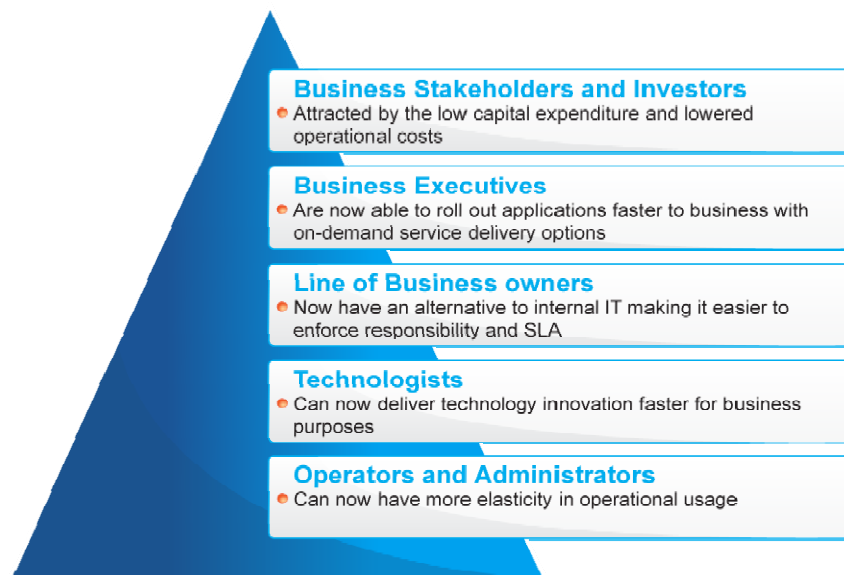 Business Stakeholders and Investors
Attracted by the low capital expenditure and lowered
operational costs
Business Executives
Are now able to roll out applications faster to business with
on-demand service delivery options
Line of Business owners
Now have an alternative to internal IT making it easier to
enforce responsibility and SLA
Technologists
Can now deliver technology innovation faster for business
purposes
Operators and Administrators
Can now have more elasticity in operational usage